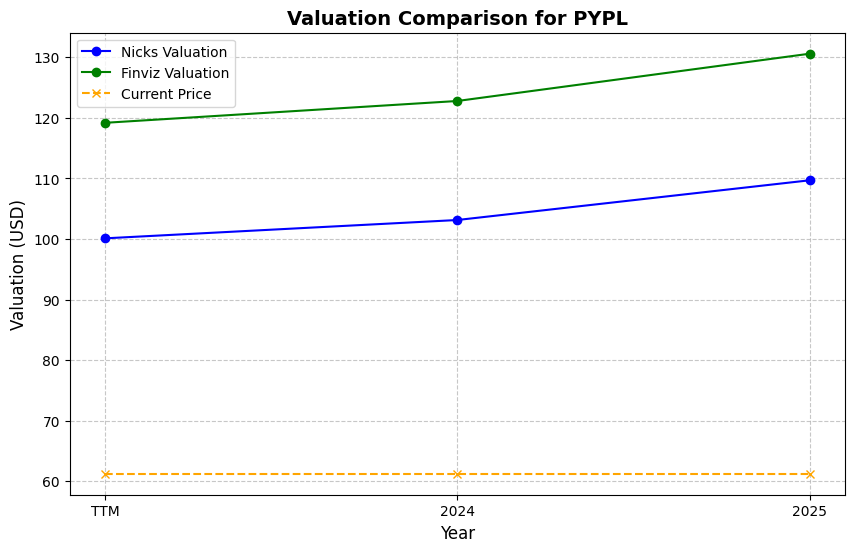 Valuation Comparison for PYPL
Nicks Valuation
Finviz Valuation
Current Price
Valuation (USD)
130
120
110
100
90
80
70
60
TTM
2024
2025
Year